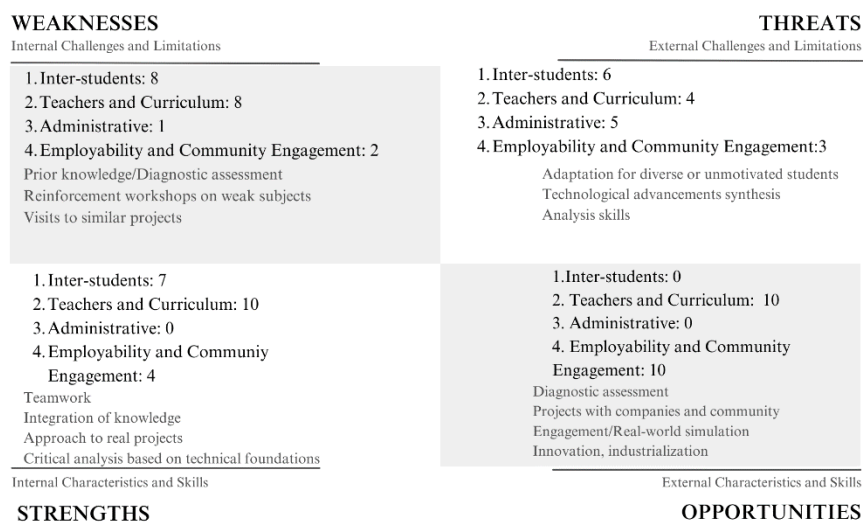 WEAKNESSES
Internal Challenges and Limitations
1. Inter-students: 8
2. Teachers and Curriculum: 8
3. Administrative: 1
4. Employability and Community Engagement: 2
Prior knowledge/Diagnostic assessment
Reinforcement workshops on weak subjects
Visits to similar projects
THREATS
External Challenges and Limitations
1. Inter-students: 6
2. Teachers and Curriculum: 4
3. Administrative: 5
4. Employability and Community Engagement:3
Adaptation for diverse or unmotivated students
Technological advancements synthesis
Analysis skills
1. Inter-students: 7
2. Teachers and Curriculum: 10
3. Administrative: 0
4. Employability and Communiy
Engagement: 4
Teamwork
Integration of knowledge
Approach to real projects
Critical analysis based on technical foundations
Internal Characteristics and Skills
STRENGTHS
1.Inter-students: 0
2. Teachers and Curriculum: 10
3. Administrative: 0
4. Employability and Community
Engagement: 10
Diagnostic assessment
Projects with companies and community
Engagement/Real-world simulation
Innovation, industrialization
External Characteristics and Skills
OPPORTUNITIES